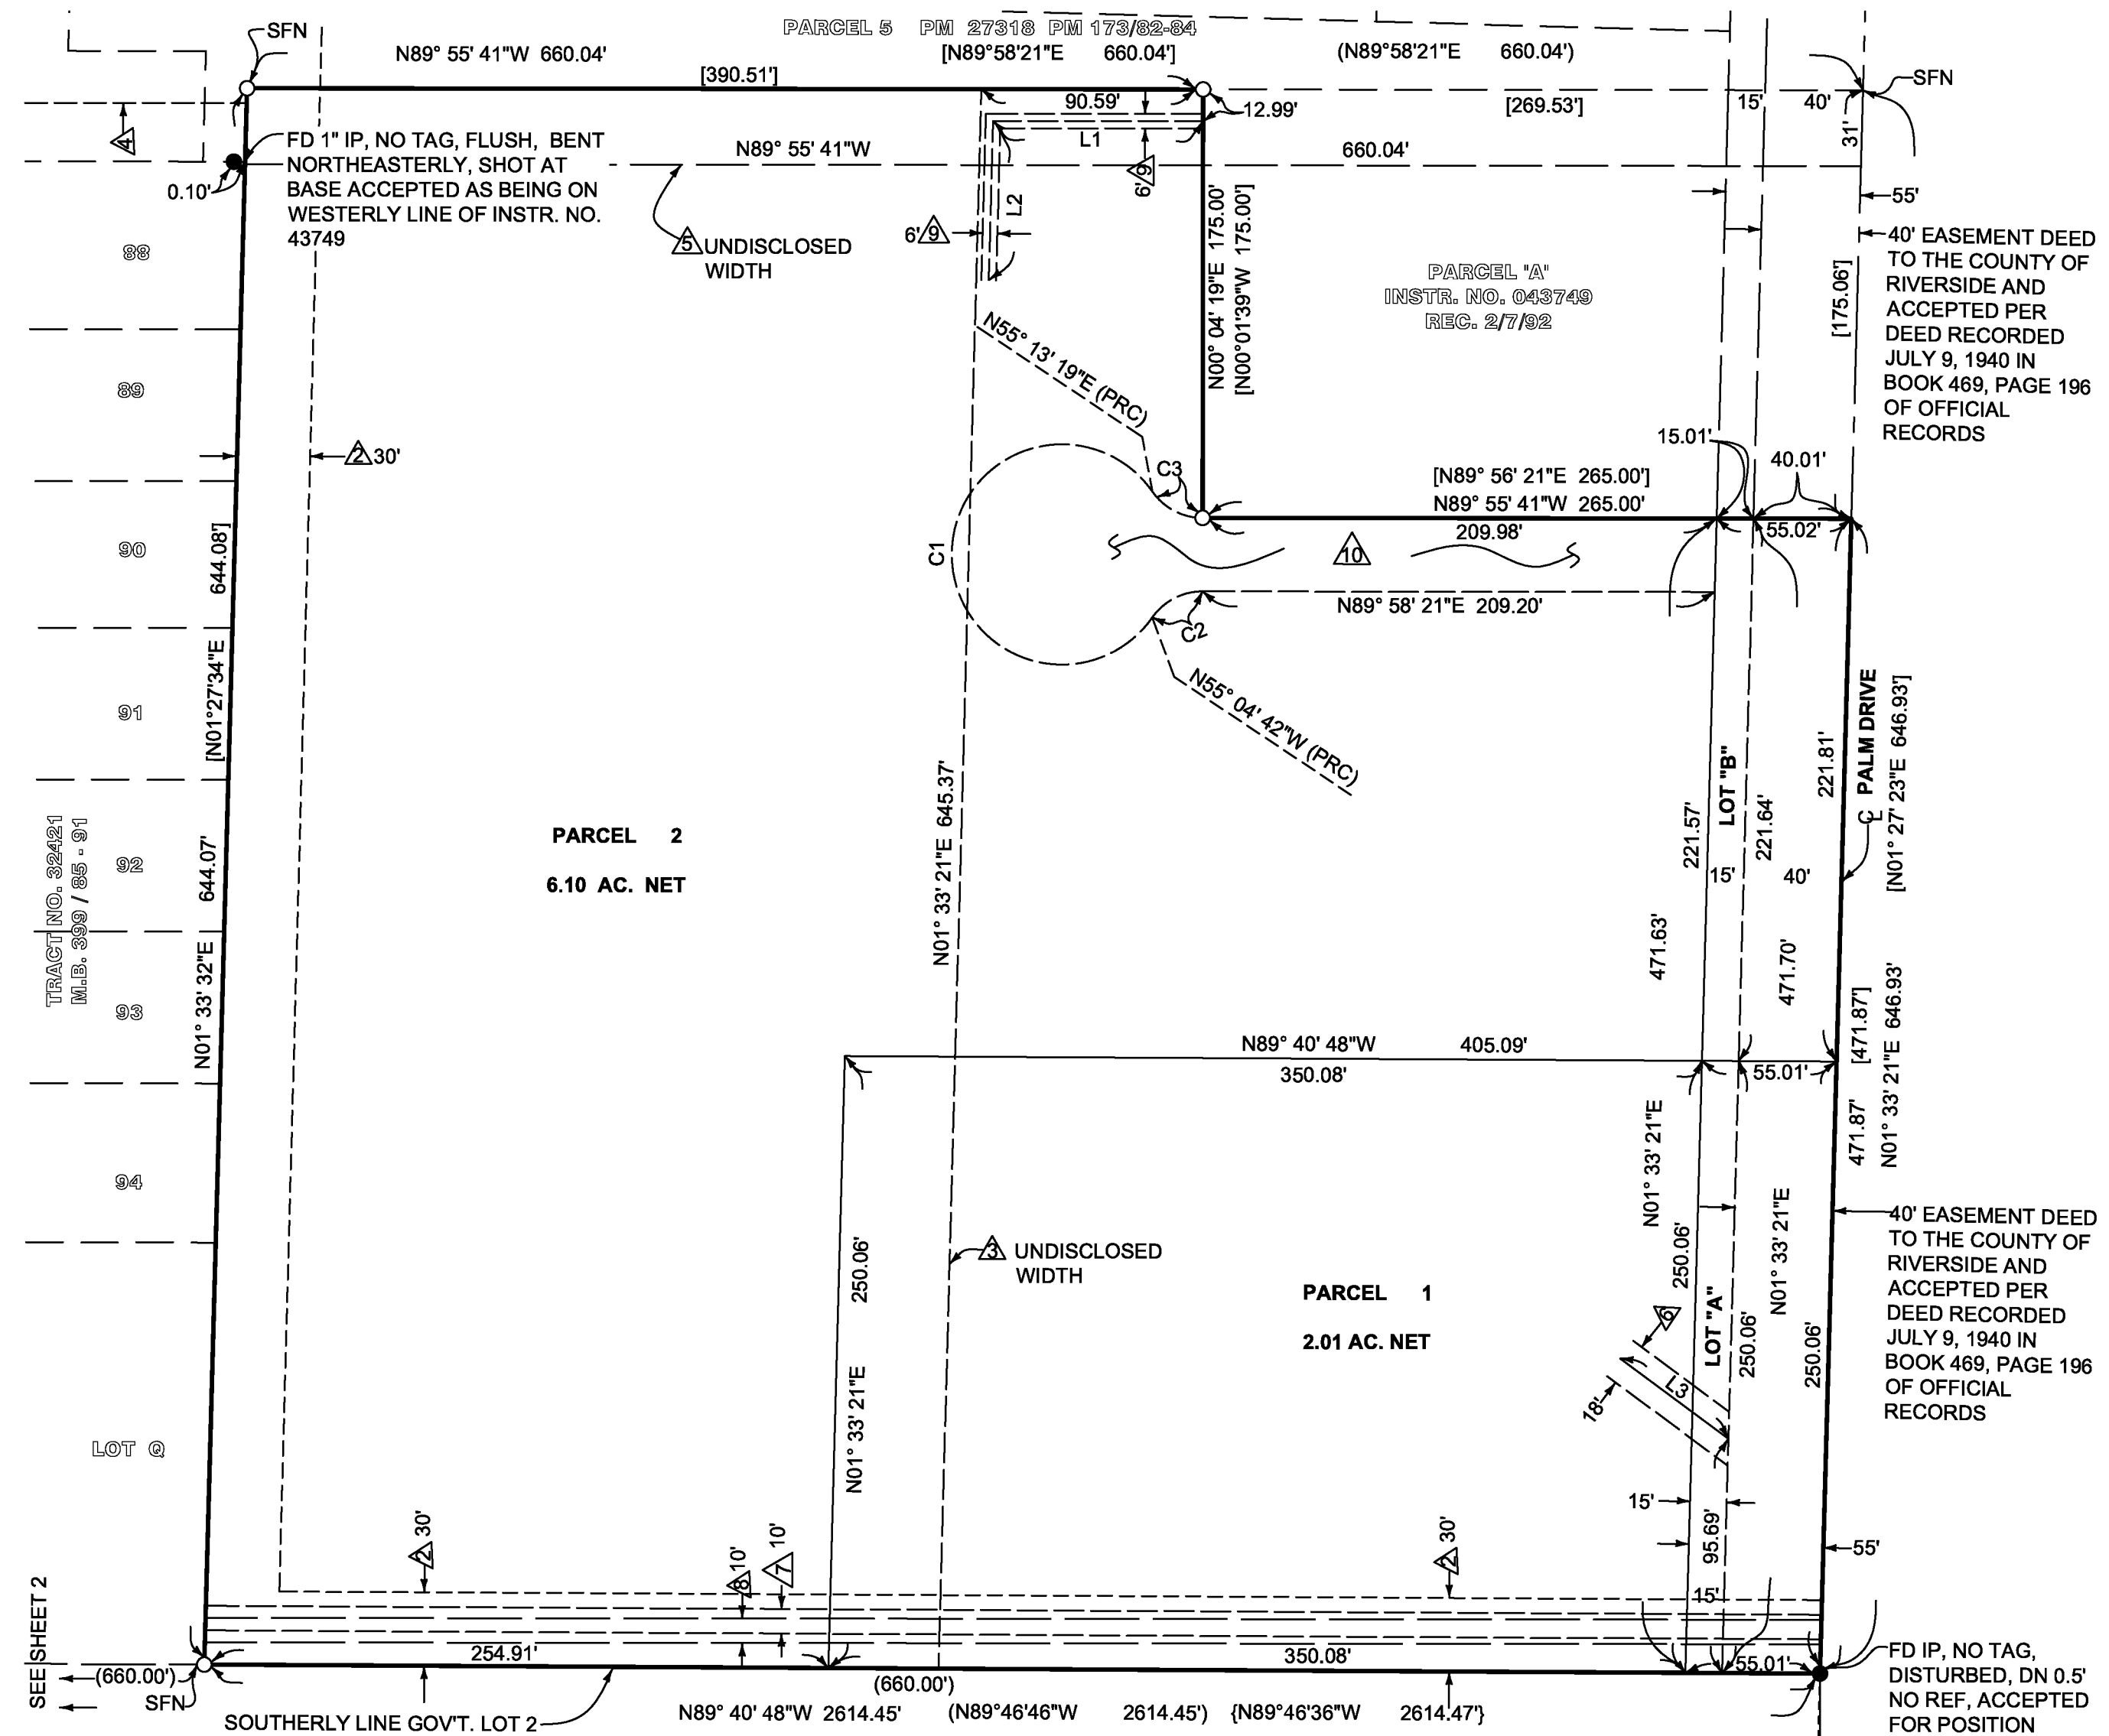 PARCEL 5 PM 27318 PM 173/82-84
SFN
N89° 55' 41"W 660.04'
[N89°58'21"E 660.04']
(N89°58'21"E 660.04')
[390.51']
SFN
90.59'
12.99'
[269.53']
15'
40'
31'
4
FD 1" IP, NO TAG, FLUSH, BENT
NORTHEASTERLY, SHOT AT
BASE ACCEPTED AS BEING ON
WESTERLY LINE OF INSTR. NO.
43749
0.10'
L1
N89° 55' 41"W
660.04'
6' 9
L2
55'
6' 9
5 UNDISCLOSED
WIDTH
N00° 04' 19"E 175.00'
[N00°01'39"W 175.00']
PARCEL "A"
INSTR. NO. 043749
REC. 2/7/92
[175.06']
40' EASEMENT DEED
TO THE COUNTY OF
RIVERSIDE AND
ACCEPTED PER
DEED RECORDED
JULY 9, 1940 IN
BOOK 469, PAGE 196
OF OFFICIAL
RECORDS
88
89
90
91
92
93
94
LOT Q
TRACT NO. 32421
M.B. 399 / 85 - 91
2 30'
N55° 13' 19"E (PRC)
C3
C1
C2
15.01'
40.01'
[N89° 56' 21"E 265.00']
N89° 55' 41"W 265.00'
209.98'
55.02'
10
N89° 58' 21"E 209.20'
N55° 04' 42"W (PRC)
644.08']
[N01°27'34"E
644.07'
N01° 33' 32"E
N01° 33' 21"E 645.37'
PARCEL 2
6.10 AC. NET
LOT "B"
221.57'
221.64'
221.81'
15'
40'
471.63'
471.70'
CL PALM DRIVE
[N01° 27' 23"E 646.93']
[471.87']
471.87'
N01° 33' 21"E 646.93'
N89° 40' 48"W 405.09'
350.08'
55.01'
N01° 33' 21"E
250.06'
N01° 33' 21"E
250.06'
N01° 33' 21"E
250.06'
250.06'
LOT "A"
3 UNDISCLOSED
WIDTH
PARCEL 1
2.01 AC. NET
6
L3
18'
40' EASEMENT DEED
TO THE COUNTY OF
RIVERSIDE AND
ACCEPTED PER
DEED RECORDED
JULY 9, 1940 IN
BOOK 469, PAGE 196
OF OFFICIAL
RECORDS
15'
95.69'
55'
15'
2 30'
8 10'
7 10'
2 30'
SEE SHEET 2
(660.00')
SFN
254.91'
350.08'
55.01'
(660.00')
FD IP, NO TAG,
DISTURBED, DN 0.5'
NO REF, ACCEPTED
FOR POSITION
SOUTHERLY LINE GOV'T. LOT 2
N89° 40' 48"W 2614.45'
(N89°46'46"W 2614.45')
{N89°46'36"W 2614.47'}